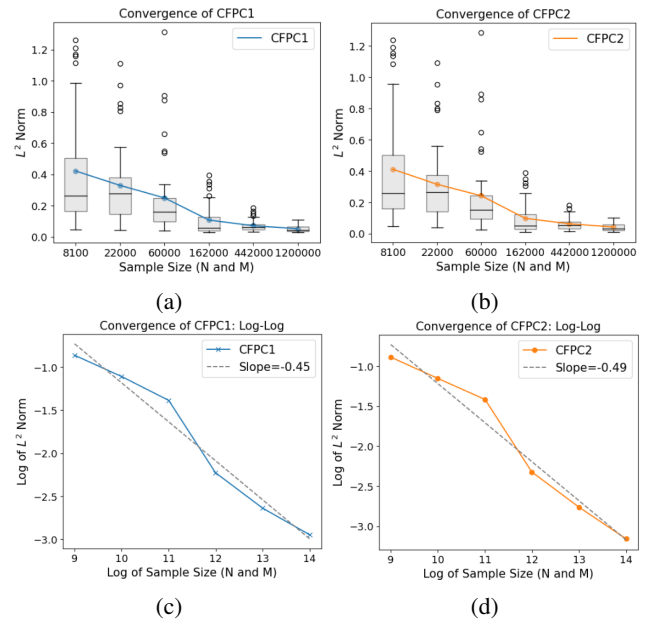 Convergence of CFPC1
CFPC1
1.2
1.0
0.8
0.6
0.4
0.2
0.0
L² Norm
8100 22000 60000 162000 442000 1200000
Sample Size (N and M)
(a)
Convergence of CFPC2
CFPC2
1.2
1.0
0.8
0.6
0.4
0.2
0.0
L² Norm
8100 22000 60000 162000 442000 1200000
Sample Size (N and M)
(b)
Convergence of CFPC1: Log-Log
CFPC1
Slope=-0.45
−1.0
−1.5
−2.0
−2.5
−3.0
Log of L² Norm
9 10 11 12 13 14
Log of Sample Size (N and M)
(c)
Convergence of CFPC2: Log-Log
CFPC2
Slope=-0.49
−1.0
−1.5
−2.0
−2.5
−3.0
Log of L² Norm
9 10 11 12 13 14
Log of Sample Size (N and M)
(d)